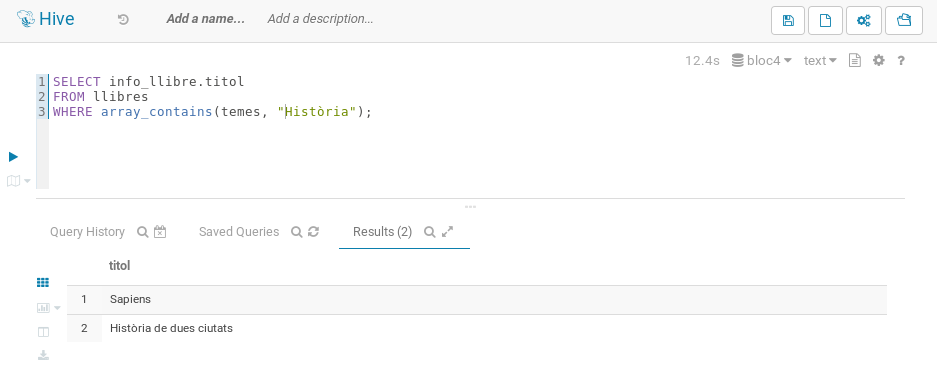 Hive
Add a name...
Add a description...
12.4s
bloc4
text
?
1 SELECT info_llibre.titol
2 FROM llibres
3 WHERE array_contains(temes, "Història");
Query History
Saved Queries
Results (2)
titol
1 Sapiens
2 Història de dues ciutats